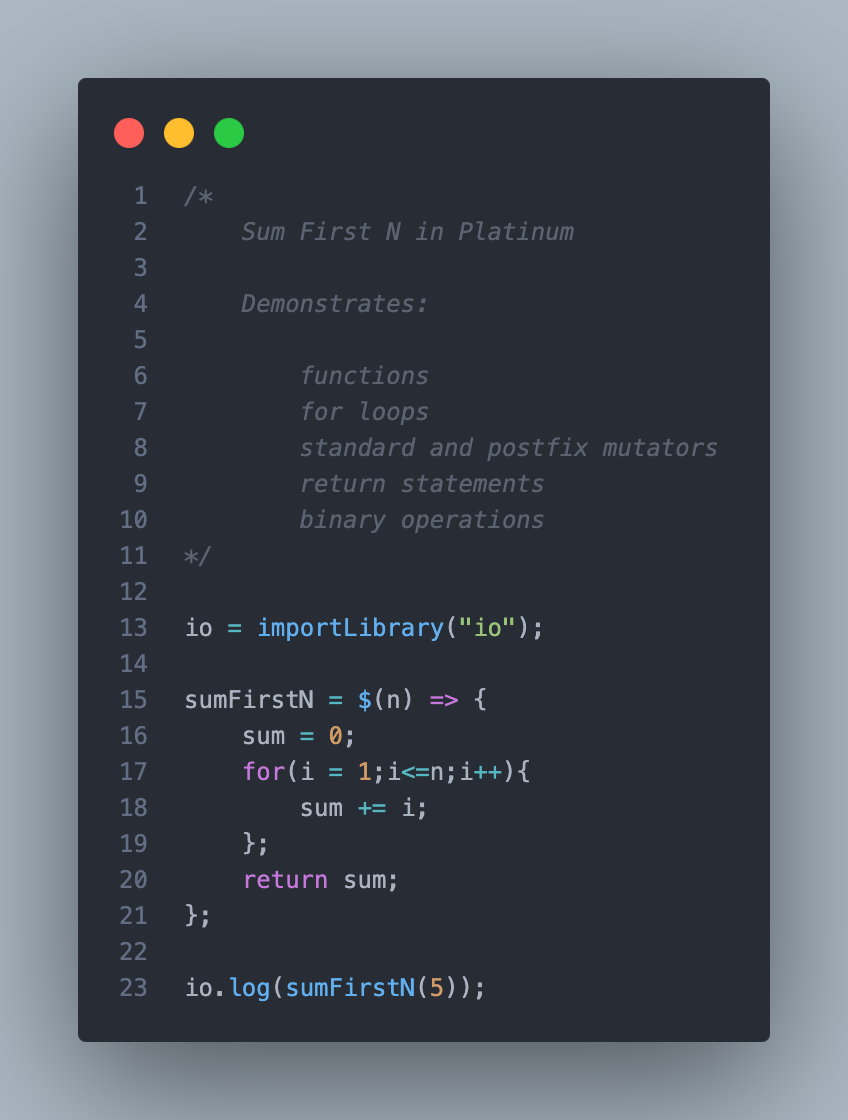 1 /*
2 Sum First N in Platinum
3
4 Demonstrates:
5
6 functions
7 for loops
8 standard and postfix mutators
9 return statements
10 binary operations
11 */
12
13 io = importLibrary("io");
14
15 sumFirstN = $(n) => {
16 sum = 0;
17 for(i = 1;i<=n;i++){
18 sum += i;
19 };
20 return sum;
21 };
22
23 io.log(sumFirstN(5));